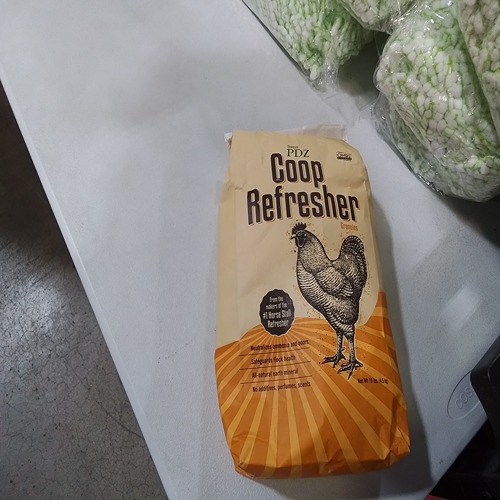 PDZ
Coop
Refresher
Granules
From the
makers of the
#1 Horse Stall
Refresher
Neutralizes ammonia and odors
Safeguards flock health
All-natural earth mineral
No additives, perfumes, scents